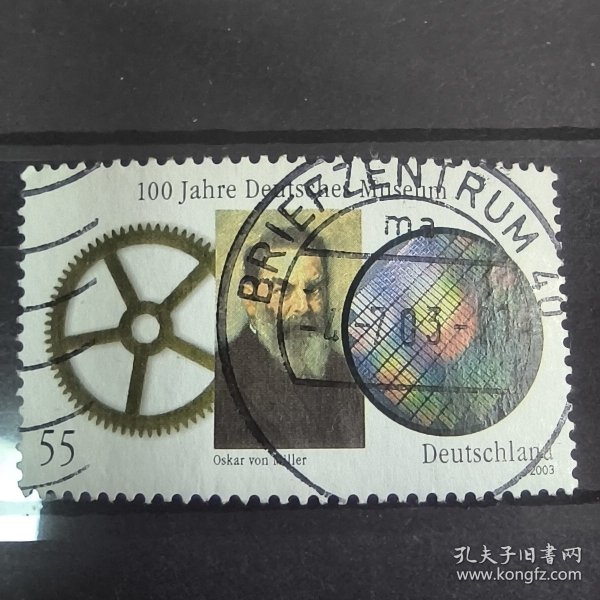 100 Jahre Deutsches Museum
BRIEFZENTRUM 40
ma
7.03
55
Oskar von Miller
Deutschland
2003
孔夫子旧书网
www.kongfz.com